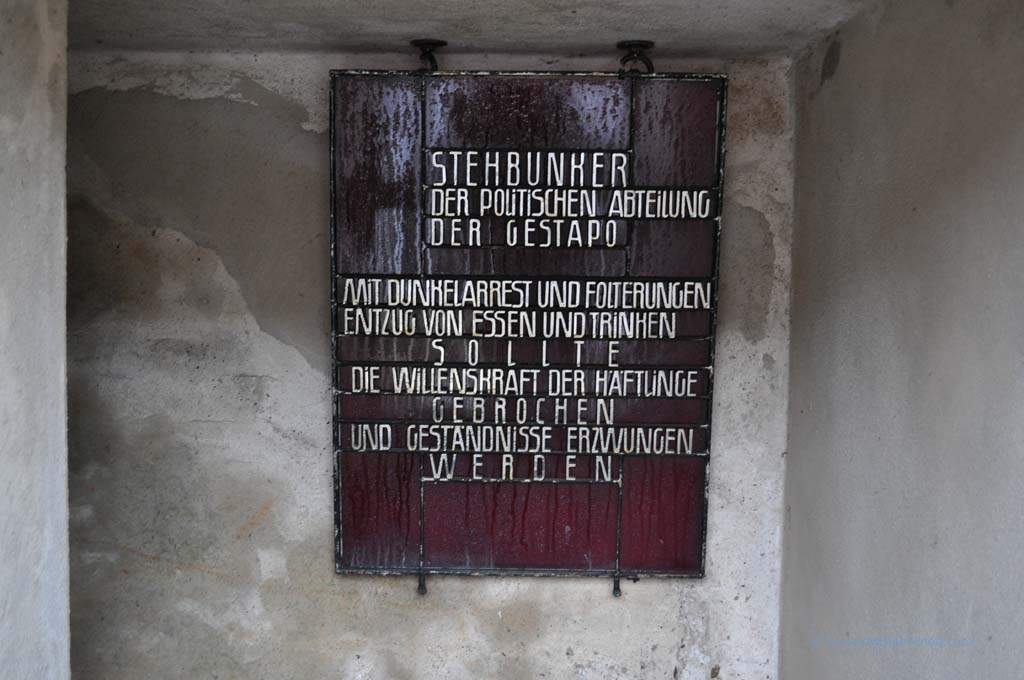 STEHBUNKER
DER POLITISCHEN ABTEILUNG
DER GESTAPO
MIT DUNKELARREST UND FOLTERUNGEN
ENTZUG VON ESSEN UND TRINKEN
SOLLTE
DIE WILLENSKRAFT DER HÄFTLINGE
GEBROCHEN
UND GESTÄNDNISSE ERZWUNGEN
WERDEN